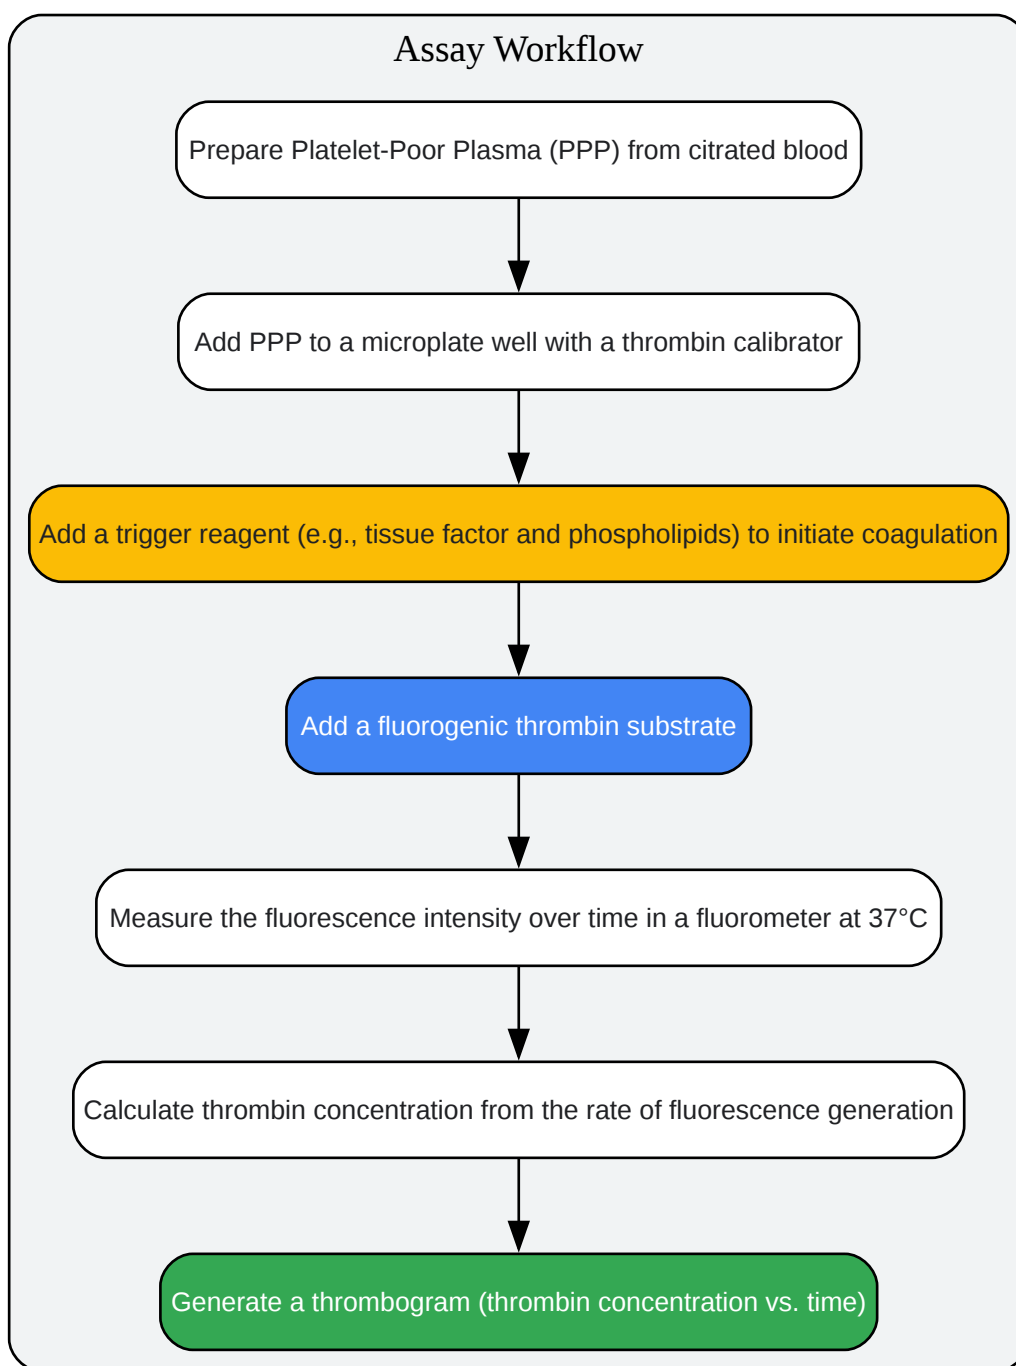 Assay Workflow
Prepare Platelet-Poor Plasma (PPP) from citrated blood
Add PPP to a microplate well with a thrombin calibrator
Add a trigger reagent (e.g., tissue factor and phospholipids) to initiate coagulation
Add a fluorogenic thrombin substrate
Measure the fluorescence intensity over time in a fluorometer at 37°C
Calculate thrombin concentration from the rate of fluorescence generation
Generate a thrombogram (thrombin concentration vs. time)